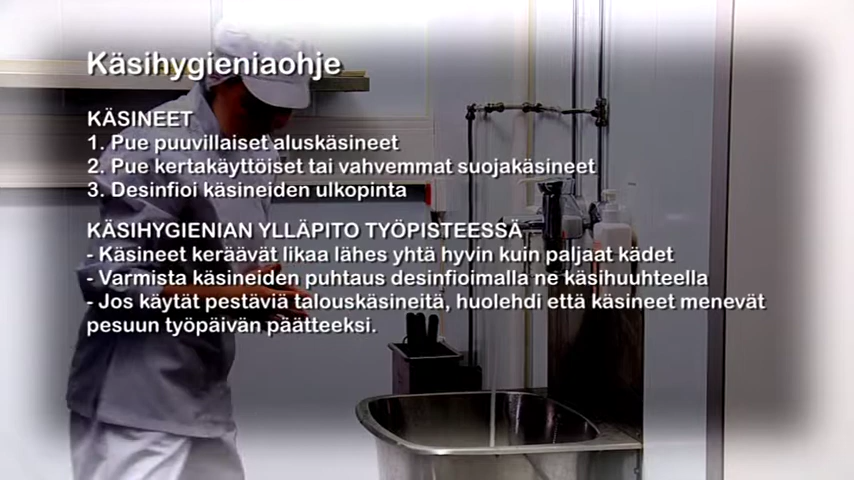 Käsihygieniaohje
KÄSINEET
1. Pue puuvillaiset aluskäsineet
2. Pue kertakäyttöiset tai vahvemmat suojakäsineet
3. Desinfioi käsineiden ulkopinta
KÄSIHYGIENIAN YLLÄPITO TYÖPISTEESSÄ
- Käsineet keräävät likaa lähes yhtä hyvin kuin paljaat kädet
- Varmista käsineiden puhtaus desinfioimalla ne käsihuuhteella
- Jos käytät pestäviä talouskäsineitä, huolehdi että käsineet menevät
pesuun työpäivän päätteeksi.